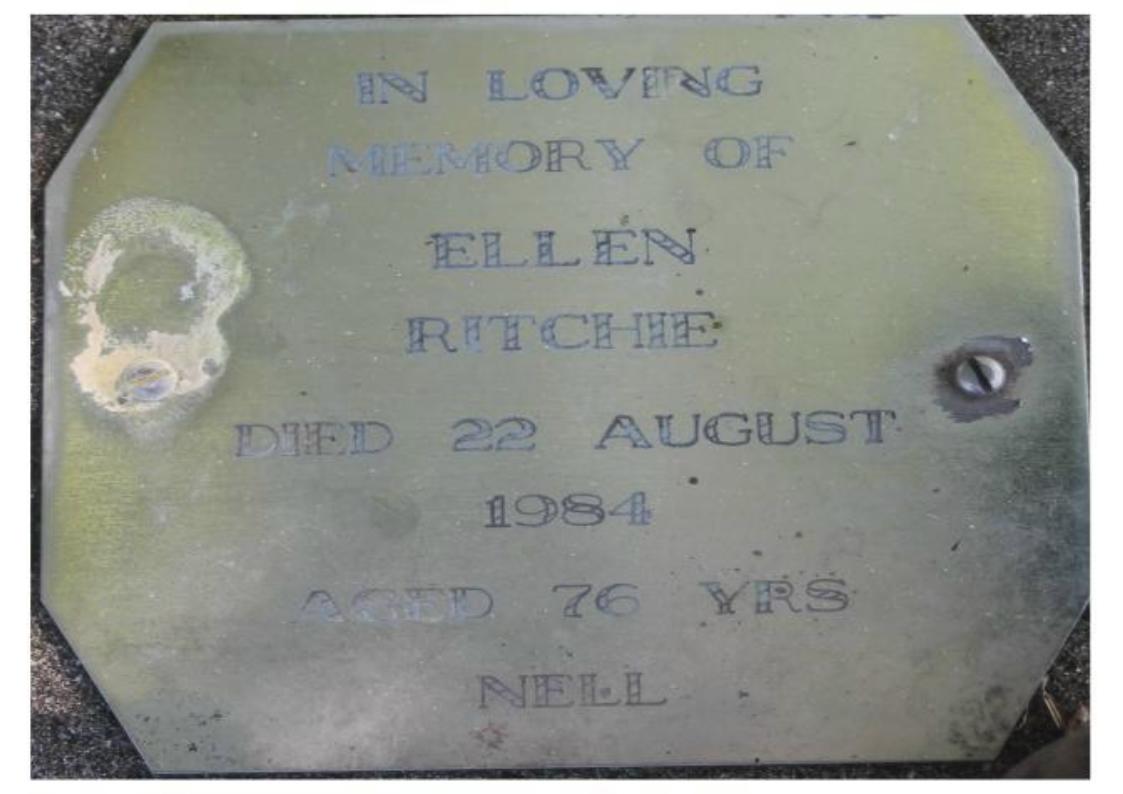 IN LOVING
MEMORY OF
ELLEN
RITCHIE
DIED 22 AUGUST
1984
AGED 76 YRS
NELL